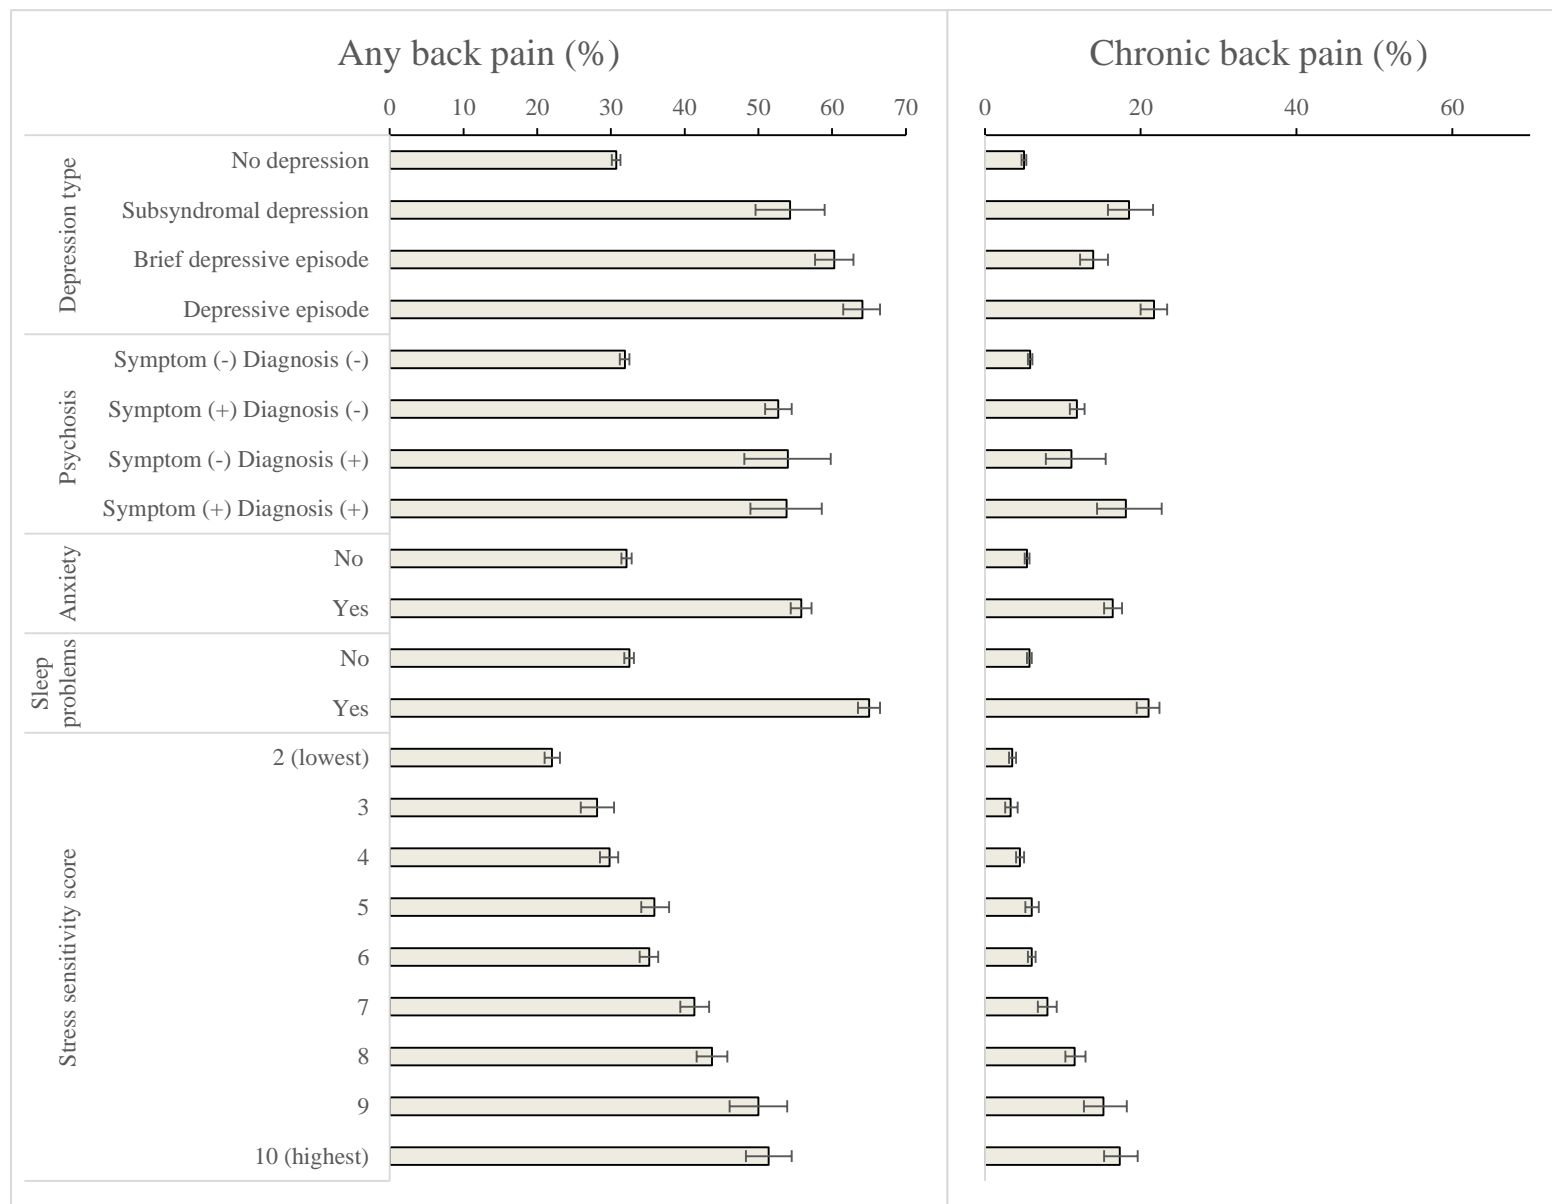 Any back pain (%)
Chronic back pain (%)
0 10 20 30 40 50 60 70
0 20 40 60
Depression type
No depression
Subsyndromal depression
Brief depressive episode
Depressive episode
Psychosis
Symptom (-) Diagnosis (-)
Symptom (+) Diagnosis (-)
Symptom (-) Diagnosis (+)
Symptom (+) Diagnosis (+)
Anxiety
No
Yes
Sleep
problems
No
Yes
Stress sensitivity score
2 (lowest)
3
4
5
6
7
8
9
10 (highest)